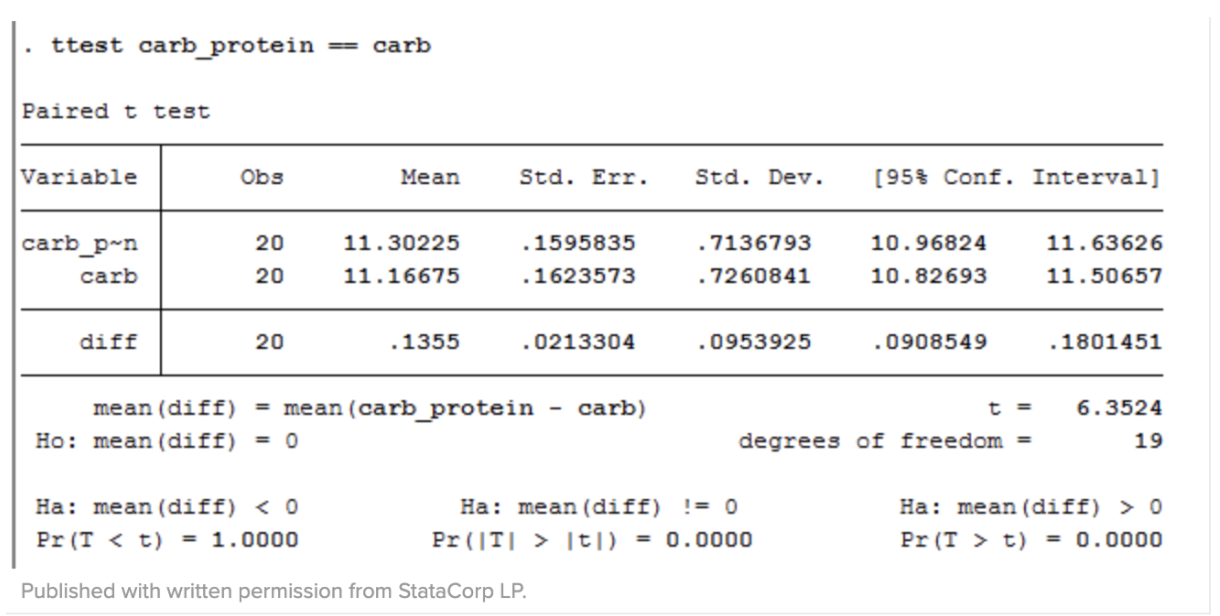 . ttest carb_protein == carb
Paired t test
Variable Obs Mean Std. Err. Std. Dev. [95% Conf. Interval]
carb_p~n 20 11.30225 .1595835 .7136793 10.96824 11.63626
carb 20 11.16675 .1623573 .7260841 10.82693 11.50657
diff 20 .1355 .0213304 .0953925 .0908549 .1801451
mean(diff) = mean(carb_protein - carb) t = 6.3524
Ho: mean(diff) = 0 degrees of freedom = 19
Ha: mean(diff) < 0 Ha: mean(diff) != 0 Ha: mean(diff) > 0
Pr(T < t) = 1.0000 Pr(|T| > |t|) = 0.0000 Pr(T > t) = 0.0000
Published with written permission from StataCorp LP.